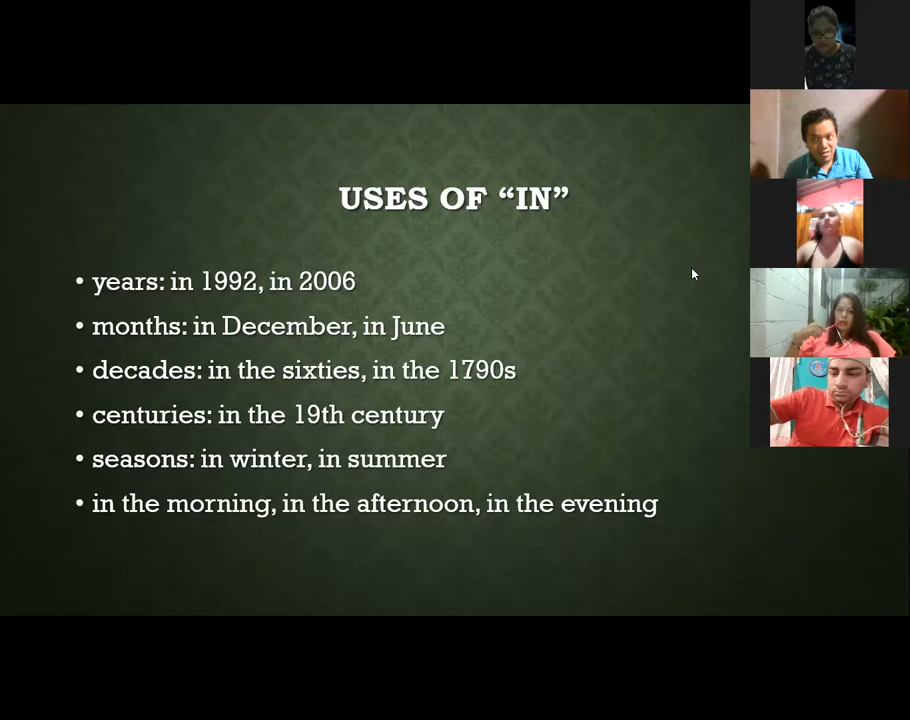 USES OF “IN”
• years: in 1992, in 2006
• months: in December, in June
• decades: in the sixties, in the 1790s
• centuries: in the 19th century
• seasons: in winter, in summer
• in the morning, in the afternoon, in the evening